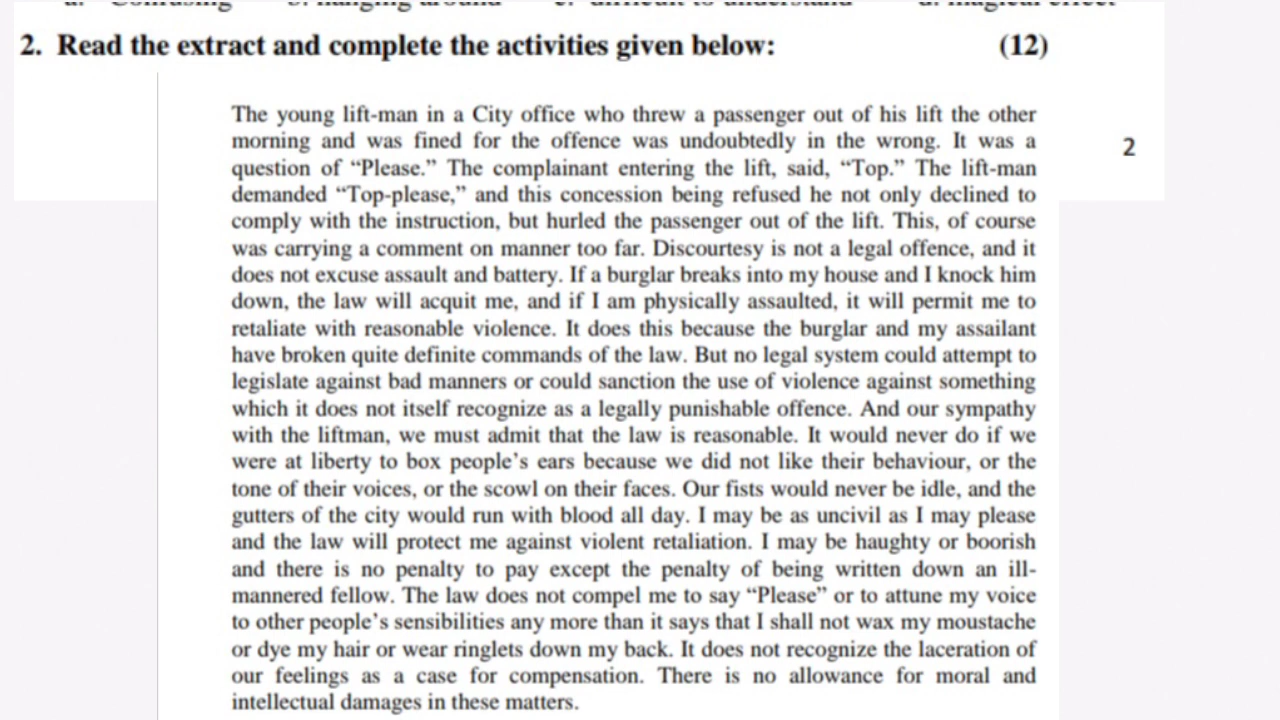 a. Confusing b. hanging around c. difficult to understand d. magical effect
2. Read the extract and complete the activities given below: (12)
The young lift-man in a City office who threw a passenger out of his lift the other
morning and was fined for the offence was undoubtedly in the wrong. It was a
2
question of “Please.” The complainant entering the lift, said, “Top.” The lift-man
demanded “Top-please,” and this concession being refused he not only declined to
comply with the instruction, but hurled the passenger out of the lift. This, of course
was carrying a comment on manner too far. Discourtesy is not a legal offence, and it
does not excuse assault and battery. If a burglar breaks into my house and I knock him
down, the law will acquit me, and if I am physically assaulted, it will permit me to
retaliate with reasonable violence. It does this because the burglar and my assailant
have broken quite definite commands of the law. But no legal system could attempt to
legislate against bad manners or could sanction the use of violence against something
which it does not itself recognize as a legally punishable offence. And our sympathy
with the liftman, we must admit that the law is reasonable. It would never do if we
were at liberty to box people’s ears because we did not like their behaviour, or the
tone of their voices, or the scowl on their faces. Our fists would never be idle, and the
gutters of the city would run with blood all day. I may be as uncivil as I may please
and the law will protect me against violent retaliation. I may be haughty or boorish
and there is no penalty to pay except the penalty of being written down an ill-
mannered fellow. The law does not compel me to say “Please” or to attune my voice
to other people’s sensibilities any more than it says that I shall not wax my moustache
or dye my hair or wear ringlets down my back. It does not recognize the laceration of
our feelings as a case for compensation. There is no allowance for moral and
intellectual damages in these matters.